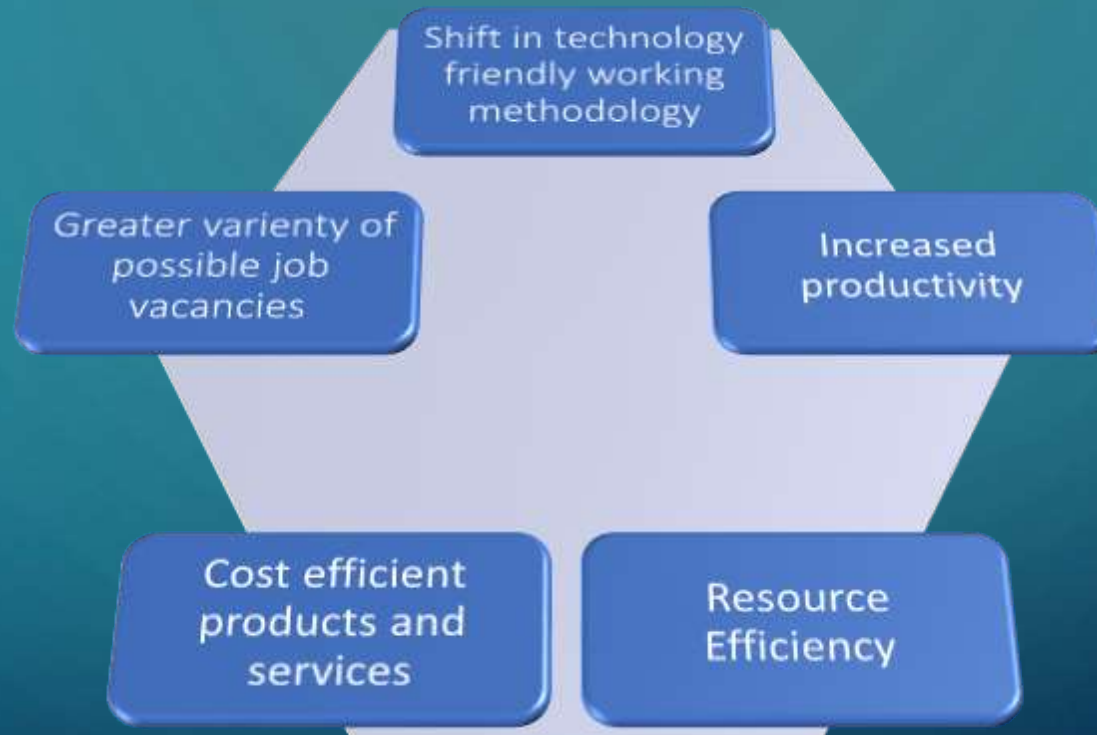 Shift in technology
friendly working
methodology
Greater varienty of
possible job
vacancies
Increased
productivity
Cost efficient
products and
services
Resource
Efficiency